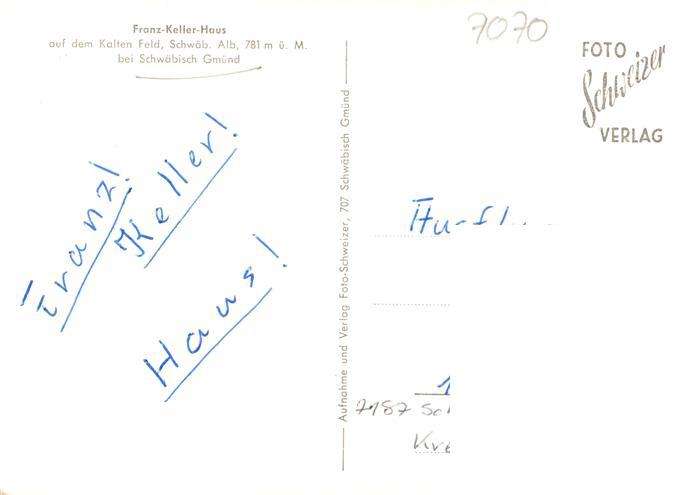 Franz-Keller-Haus
auf dem Kalten Feld, Schwäb. Alb, 781 m ü. M.
bei Schwäbisch Gmünd
7070
FOTO
Schweizer
VERLAG
Franz!
Keller!
Haus!
Aufnahme und Verlag Foto-Schweizer, 707 Schwäbisch Gmünd
7187